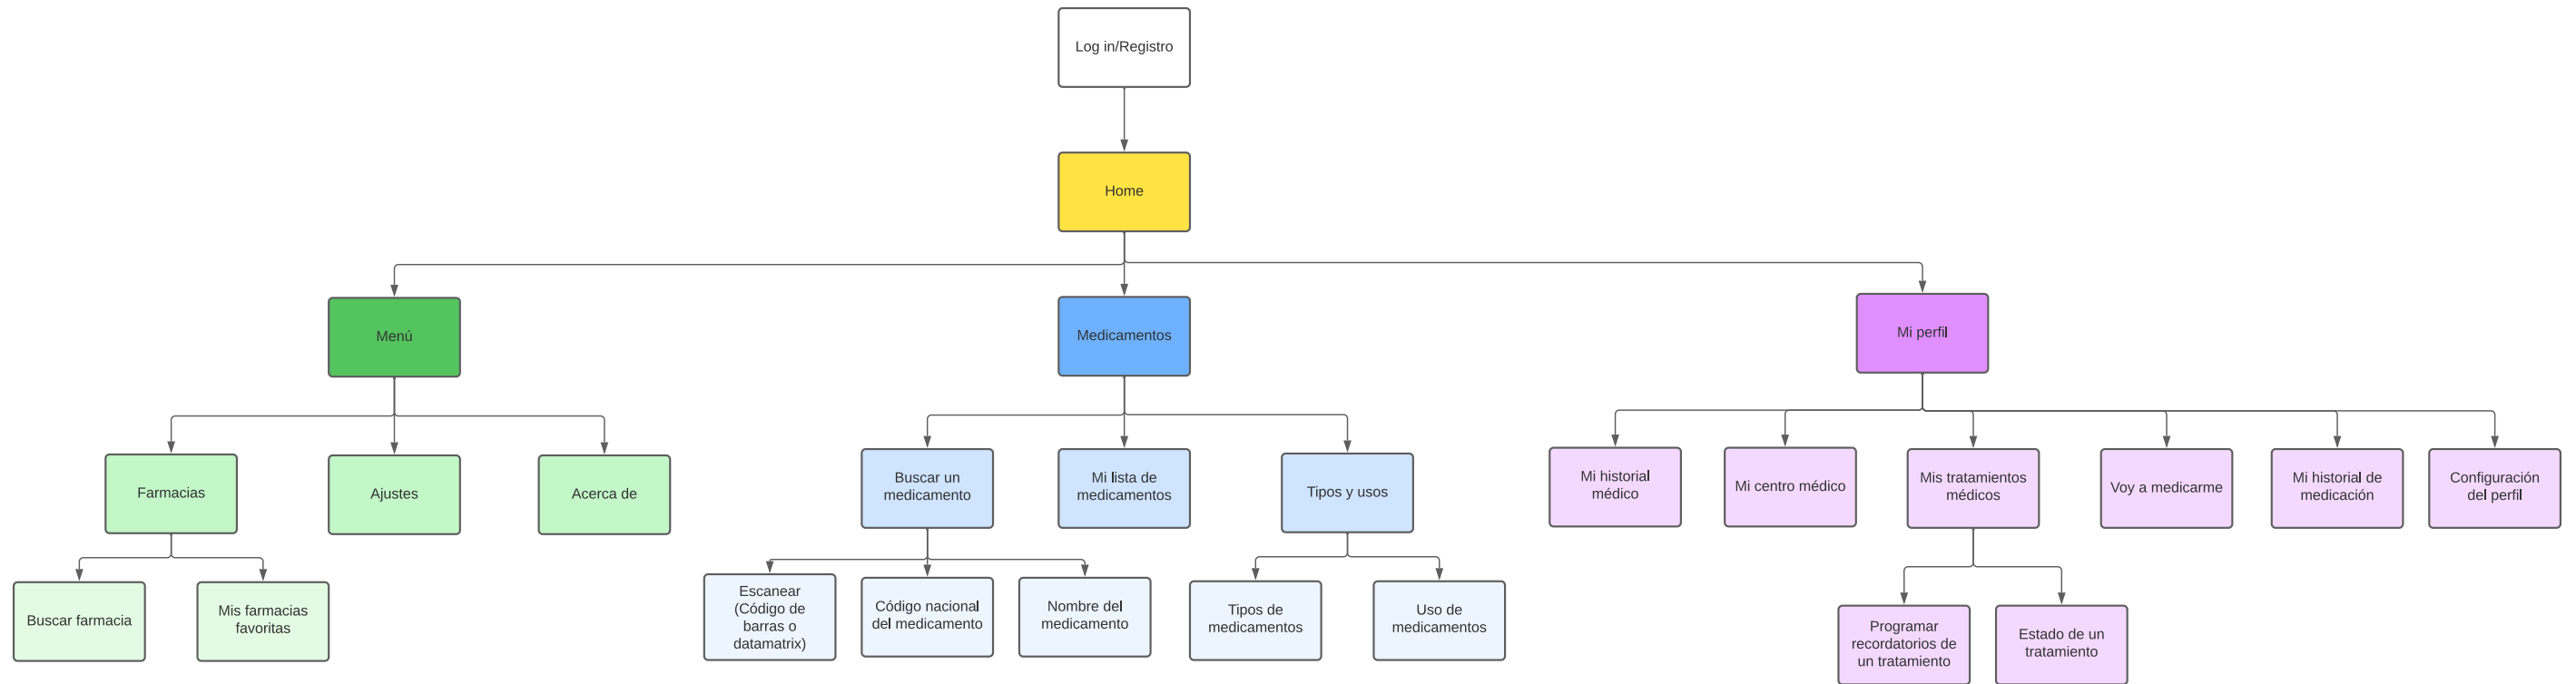 Log in/Registro
Home
Menú
Medicamentos
Mi perfil
Farmacias
Ajustes
Acerca de
Buscar un
medicamento
Mi lista de
medicamentos
Tipos y usos
Mi historial
médico
Mi centro médico
Mis tratamientos
médicos
Voy a medicarme
Mi historial de
medicación
Configuración
del perfil
Buscar farmacia
Mis farmacias
favoritas
Escanear
(Código de
barras o
datamatrix)
Código nacional
del medicamento
Nombre del
medicamento
Tipos de
medicamentos
Uso de
medicamentos
Programar
recordatorios de
un tratamiento
Estado de un
tratamiento